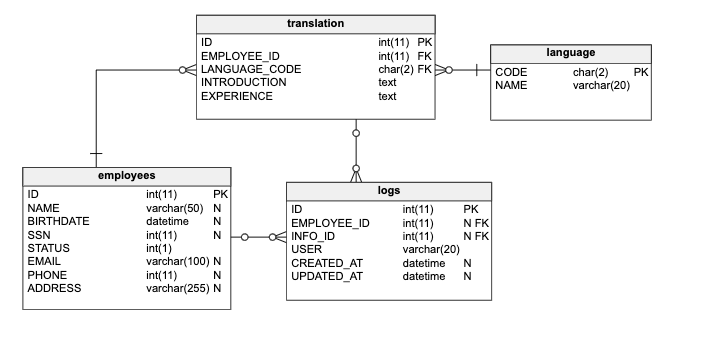 translation
ID int(11) PK
EMPLOYEE_ID int(11) FK
LANGUAGE_CODE char(2) FK
INTRODUCTION text
EXPERIENCE text
language
CODE char(2) PK
NAME varchar(20)
employees
ID int(11) PK
NAME varchar(50) N
BIRTHDATE datetime N
SSN int(11) N
STATUS int(1)
EMAIL varchar(100) N
PHONE int(11) N
ADDRESS varchar(255) N
logs
ID int(11) PK
EMPLOYEE_ID int(11) N FK
INFO_ID int(11) N FK
USER varchar(20)
CREATED_AT datetime N
UPDATED_AT datetime N